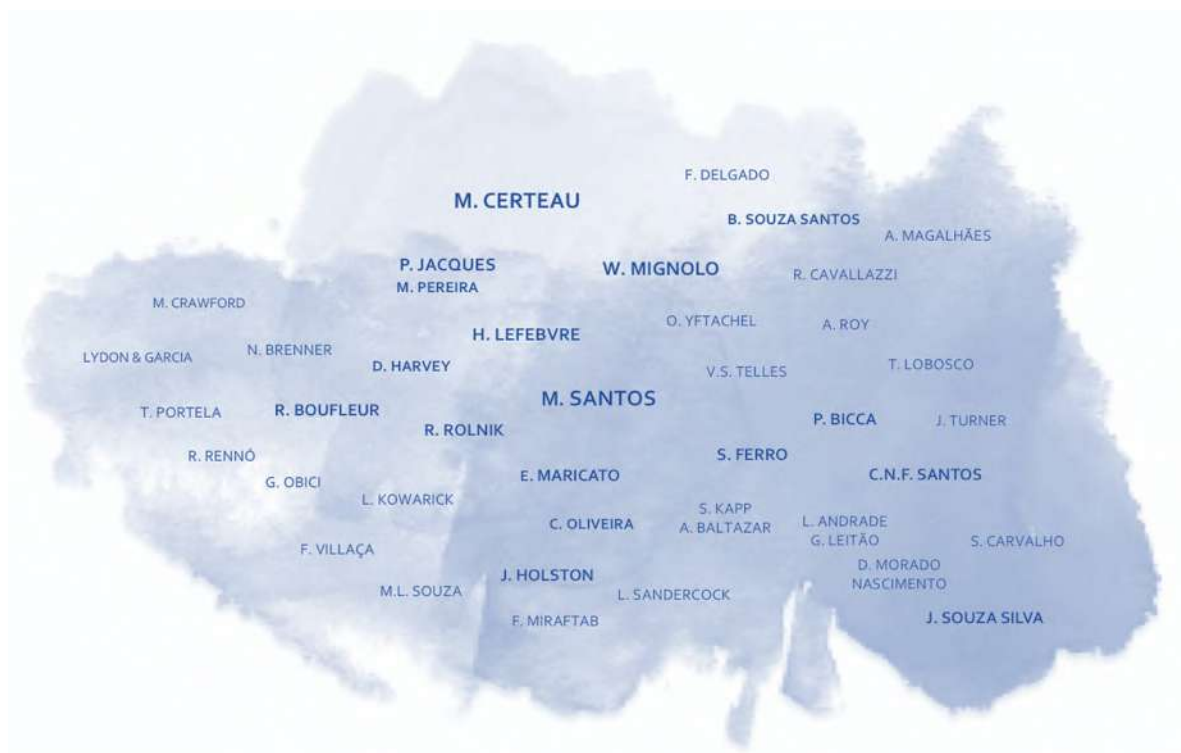 F. DELGADO
M. CERTEAU
B. SOUZA SANTOS
A. MAGALHÃES
P. JACQUES
W. MIGNOLO
R. CAVALLAZZI
M. PEREIRA
M. CRAWFORD
O. YFTACHEL
A. ROY
H. LEFEBVRE
N. BRENNER
LYDON & GARCIA
D. HARVEY
T. LOBOSCO
V.S. TELLES
M. SANTOS
T. PORTELA
R. BOUFLEUR
P. BICCA
J. TURNER
R. ROLNIK
R. RENNÓ
S. FERRO
E. MARICATO
C.N.F. SANTOS
G. OBICI
L. KOWARICK
S. KAPP
A. BALTAZAR
C. OLIVEIRA
L. ANDRADE
G. LEITÃO
S. CARVALHO
F. VILLAÇA
D. MORADO
NASCIMENTO
J. HOLSTON
M.L. SOUZA
L. SANDERCOCK
F. MIRAFTAB
J. SOUZA SILVA